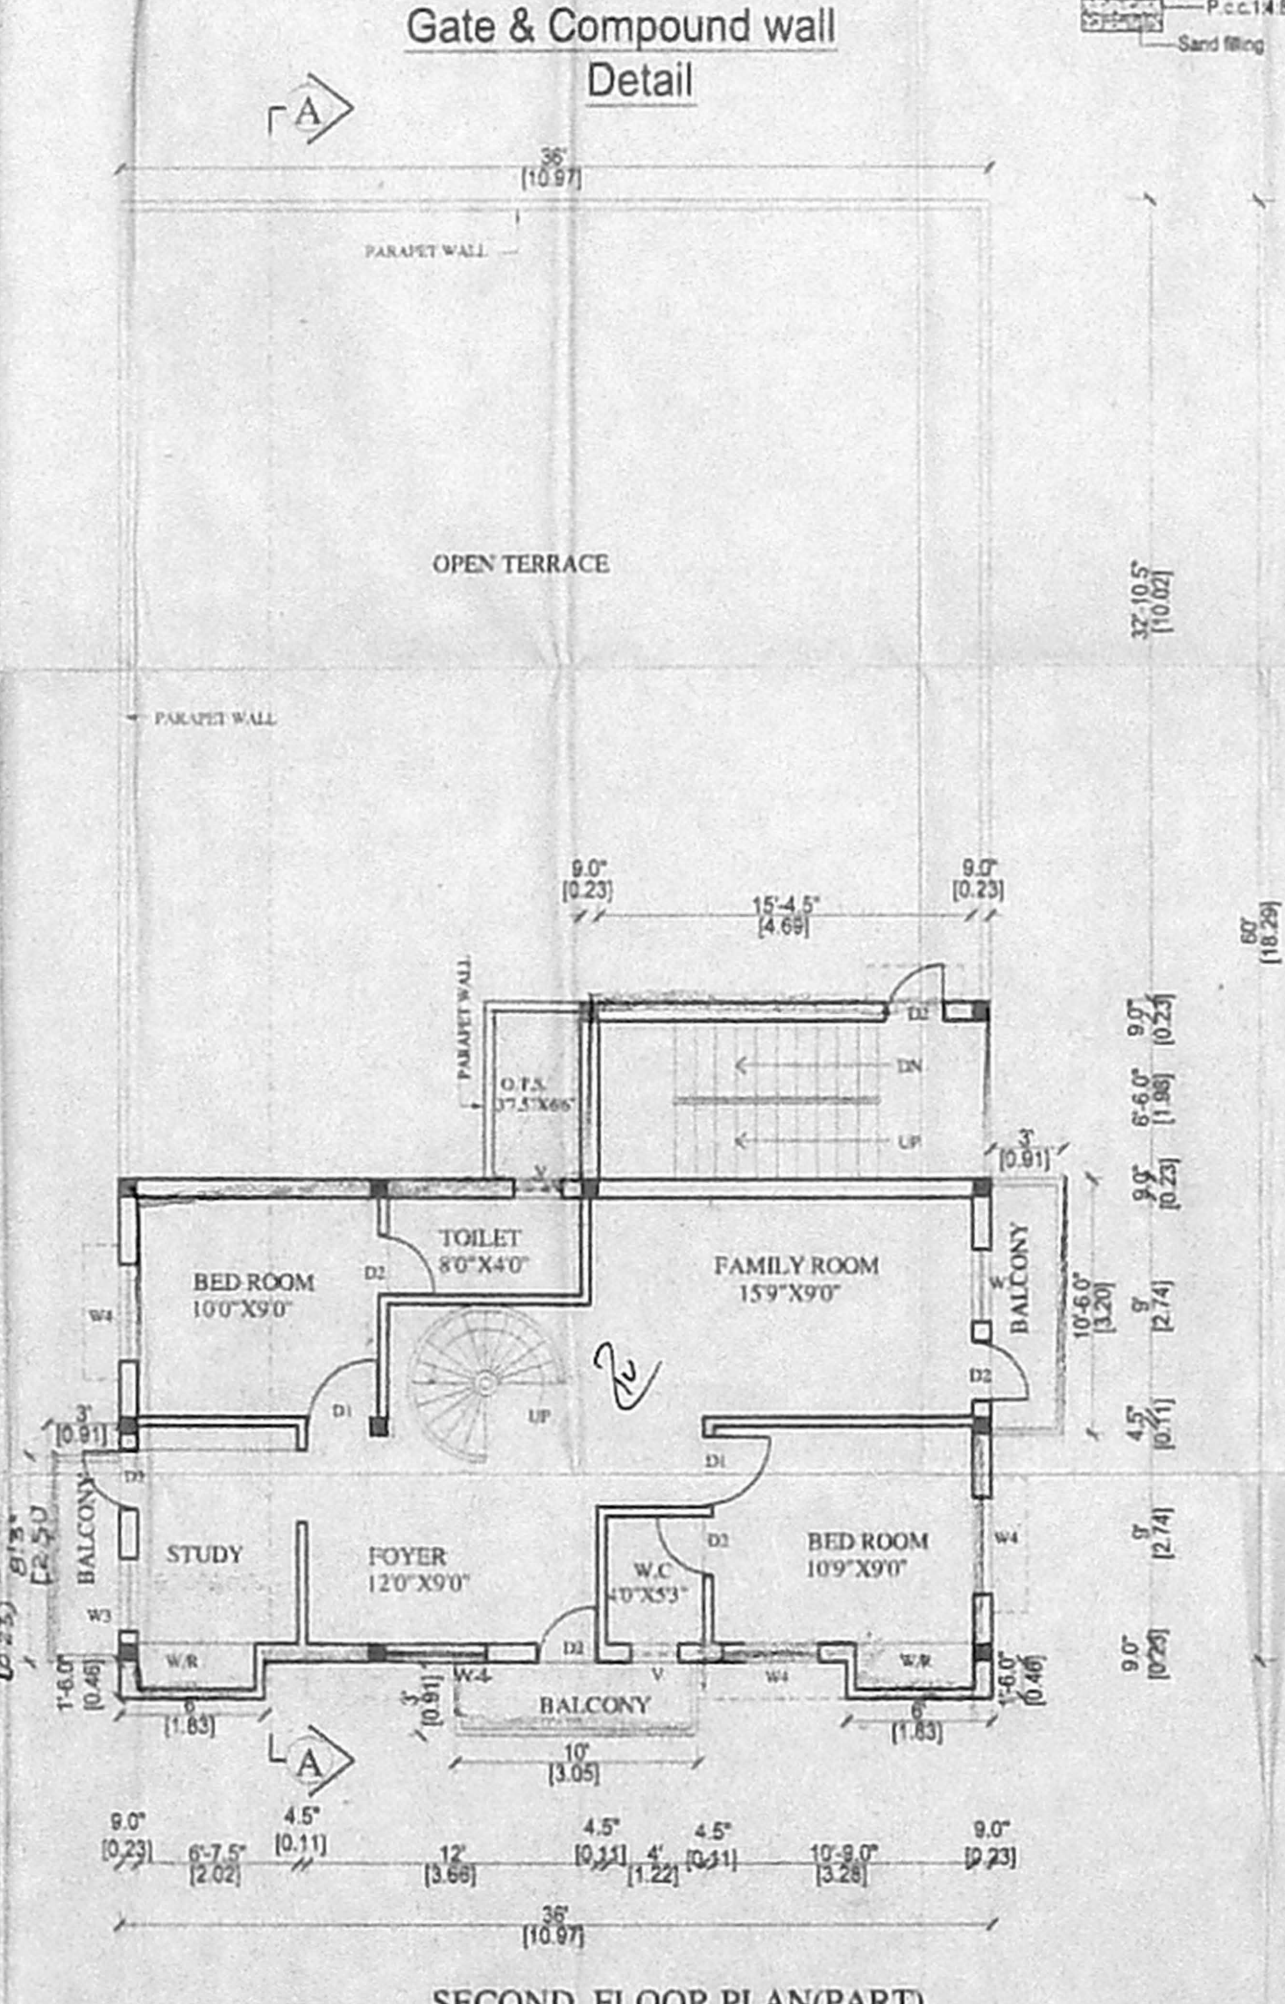 Gate & Compound wall
Detail
Sand filling
A
36'
[10.97]
PARAPET WALL
OPEN TERRACE
32'-10.5"
[10.02]
PARAPET WALL
9.0"
[0.23]
15'-4.5"
[4.69]
9.0"
[0.23]
60'
[18.29]
PARAPET WALL
D2
DN
UP
O.T.S.
9.0"
[0.23]
6'-6.0"
[1.98]
3'
[0.91]
9.0"
[0.23]
V
TOILET
8'0"X4'0"
D2
BED ROOM
10'0"X9'0"
W4
FAMILY ROOM
15'9"X9'0"
W
BALCONY
10'-6.0"
[3.20]
9'
[2.74]
D2
UP
D1
3'
[0.91]
4.5"
[0.11]
D1
BALCONY
8'3"
STUDY
FOYER
12'0"X9'0"
D2
W.C
4'0"X5'3"
BED ROOM
10'9"X9'0"
W4
9'
[2.74]
W3
W/R
D2
V
W4
W/R
9.0"
[0.23]
1'-6.0"
[0.46]
6'
[1.83]
3'
[0.91]
W4
BALCONY
6'
[1.83]
1'-6.0"
[0.46]
A
10'
[3.05]
9.0"
[0.23]
6'-7.5"
[2.02]
4.5"
[0.11]
12'
[3.66]
4.5"
[0.11]
4'
[1.22]
4.5"
[0.11]
10'-9.0"
[3.28]
9.0"
[0.23]
36'
[10.97]
SECOND FLOOR PLAN(PART)